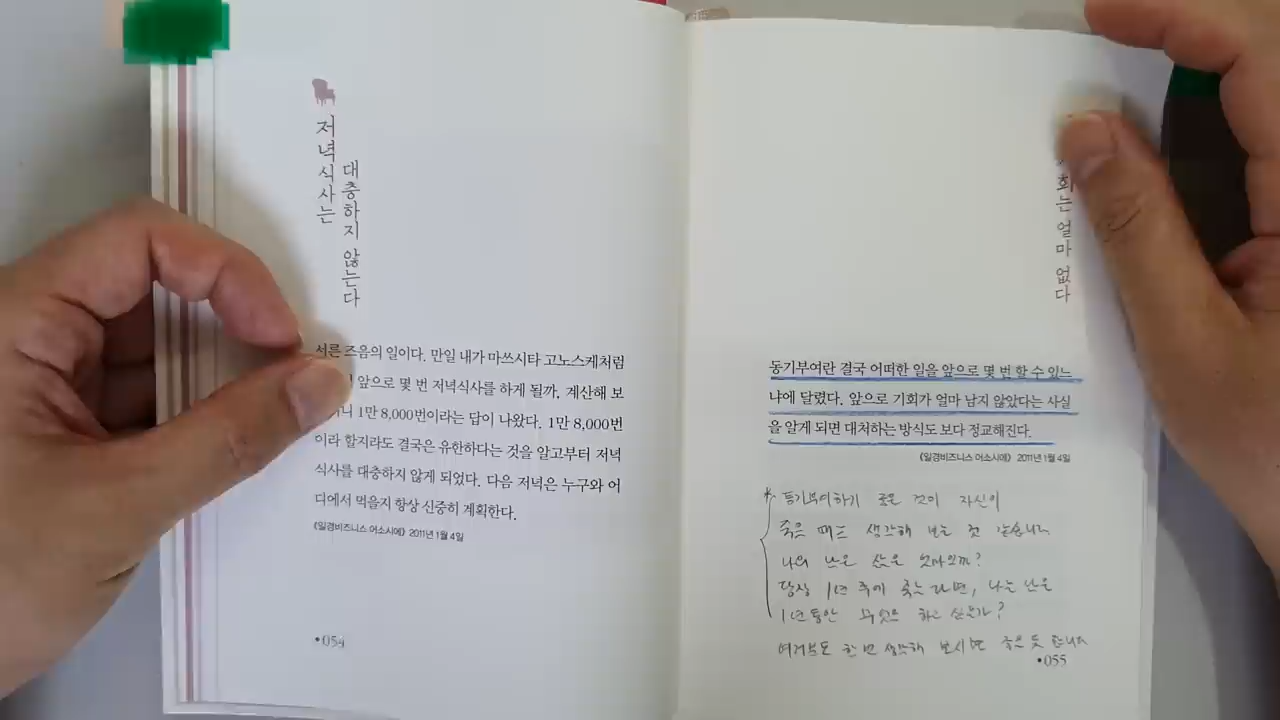 저녁식사는
대충하지 않는다
서른 즈음의 일이다. 만일 내가 마쓰시타 고노스케처럼
앞으로 몇 번 저녁식사를 하게 될까. 계산해 보
1만 8,000번이라는 답이 나왔다. 1만 8,000번
이라 할지라도 결국은 유한하다는 것을 알고부터 저녁
식사를 대충하지 않게 되었다. 다음 저녁은 누구와 어
디에서 먹을지 항상 신중히 계획한다.
《일경비즈니스 어소시에》 2011년 1월 4일
•054
회는 얼마 없다
동기부여란 결국 어떠한 일을 앞으로 몇 번 할 수 있느
냐에 달렸다. 앞으로 기회가 얼마 남지 않았다는 사실
을 알게 되면 대처하는 방식도 보다 정교해진다.
《일경비즈니스 어소시에》 2011년 1월 4일
* 동기부여하기 좋은 것이 자신이
죽을 때를 생각해 보는 것 같습니다
나의 남은 삶은 얼마일까?
당장 1년 후에 죽는다면, 나는 남은
1년동안 무엇을 하고 싶은가?
여러분도 한번 생각해 보시면 좋을 듯 합니다
•055